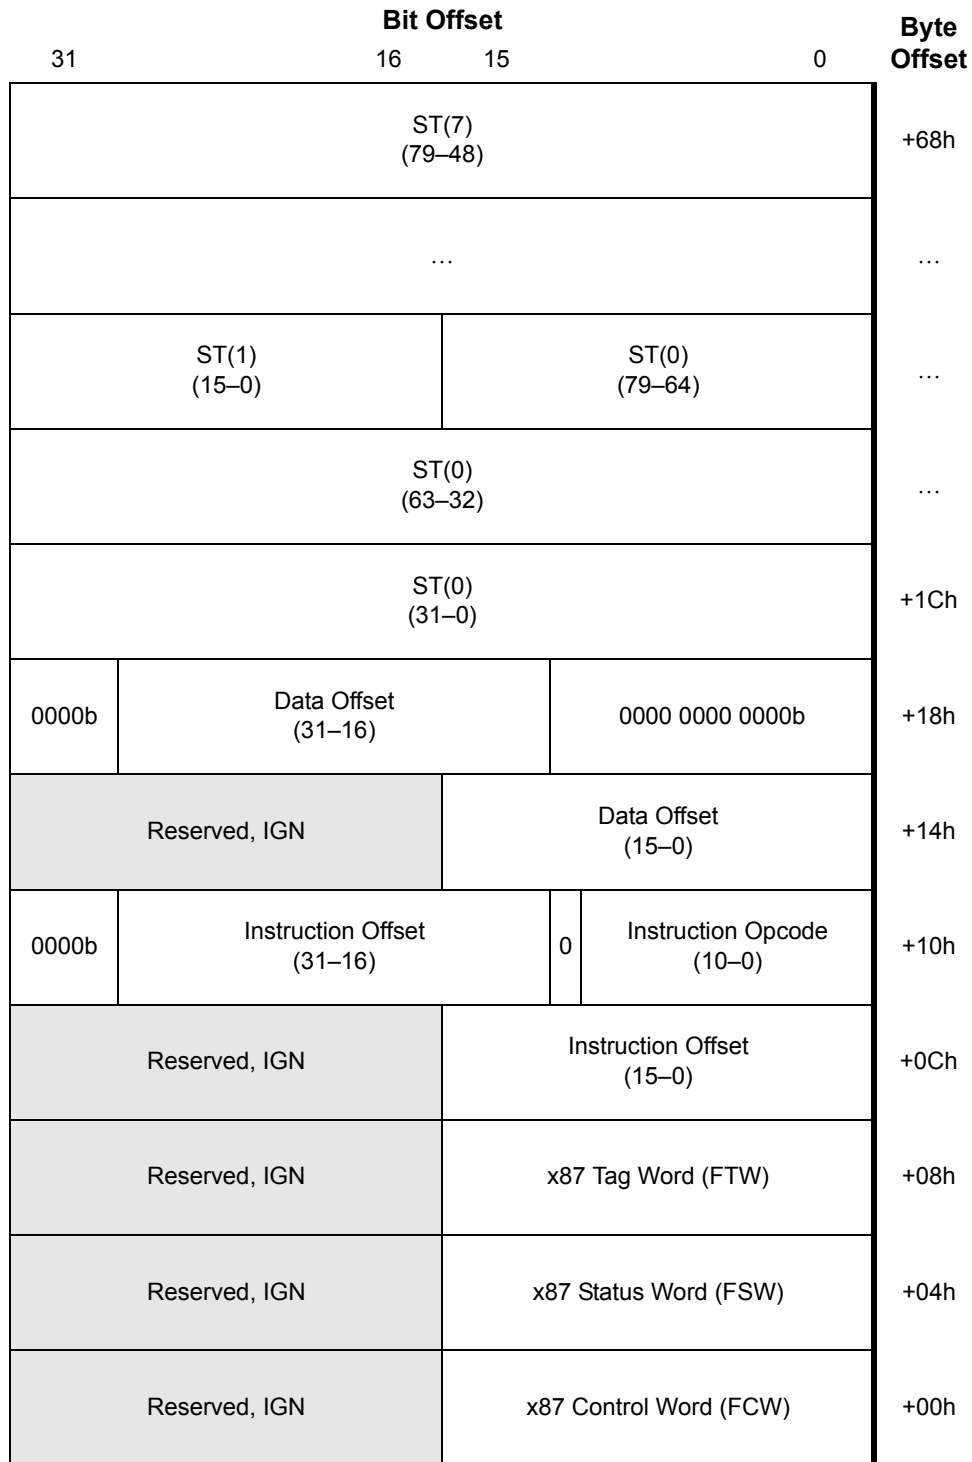 Bit Offset
Byte
Offset
31 16 15 0
ST(7)
(79–48)
+68h
…
…
ST(1)
(15–0)
ST(0)
(79–64)
…
ST(0)
(63–32)
…
ST(0)
(31–0)
+1Ch
0000b
Data Offset
(31–16)
0000 0000 0000b
+18h
Reserved, IGN
Data Offset
(15–0)
+14h
0000b
Instruction Offset
(31–16)
0
Instruction Opcode
(10–0)
+10h
Reserved, IGN
Instruction Offset
(15–0)
+0Ch
Reserved, IGN
x87 Tag Word (FTW)
+08h
Reserved, IGN
x87 Status Word (FSW)
+04h
Reserved, IGN
x87 Control Word (FCW)
+00h